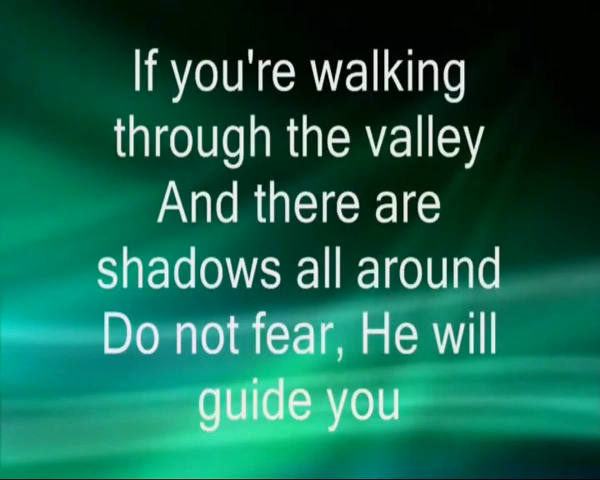 If you're walking
through the valley
And there are
shadows all around
Do not fear, He will
guide you